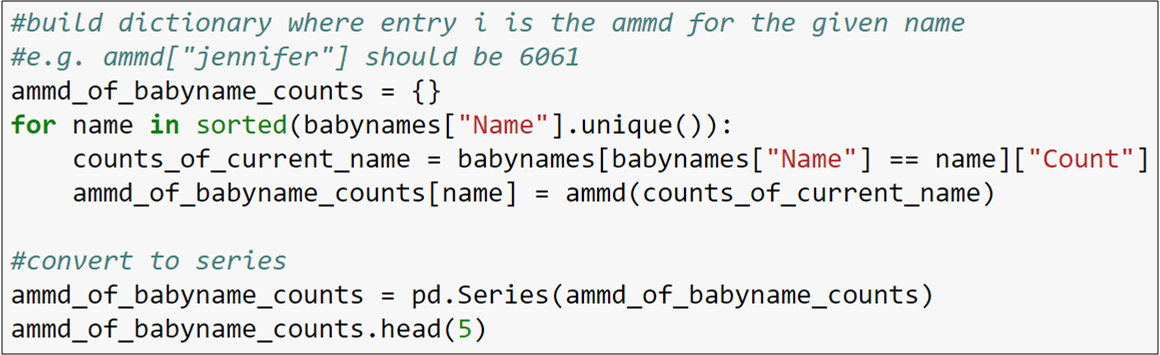 #build dictionary where entry i is the ammd for the given name
#e.g. ammd["jennifer"] should be 6061
ammd_of_babyname_counts = {}
for name in sorted(babynames["Name"].unique()):
    counts_of_current_name = babynames[babynames["Name"] == name]["Count"]
    ammd_of_babyname_counts[name] = ammd(counts_of_current_name)

#convert to series
ammd_of_babyname_counts = pd.Series(ammd_of_babyname_counts)
ammd_of_babyname_counts.head(5)